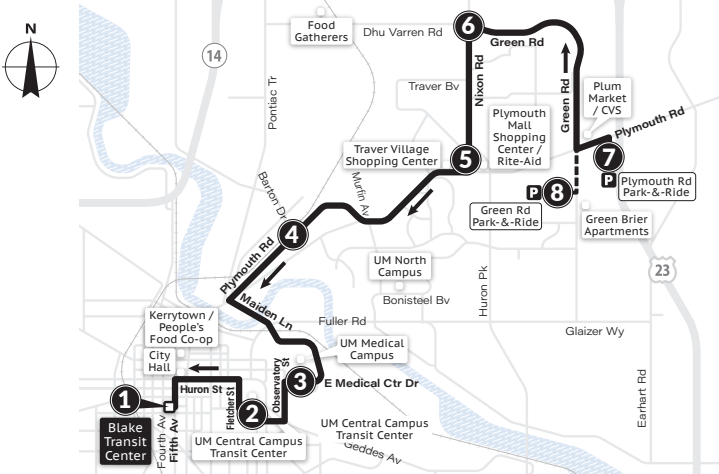 N
14
Food
Gatherers
Dhu Varren Rd
6
Green Rd
Nixon Rd
Pontiac Tr
Traver Bv
Green Rd
Plum
Market
/ CVS
Plymouth Rd
Plymouth
Mall
Shopping
Center /
Rite-Aid
Traver Village
Shopping Center
5
7
P
Plymouth Rd
Park-&-Ride
P
8
Green Rd
Park-&-Ride
Green Brier
Apartments
Barton Dr
Murfin Av
4
Plymouth Rd
UM North
Campus
Huron Pk
23
Bonisteel Bv
Maiden Ln
Fuller Rd
Glaizer Wy
Kerrytown /
People's
Food Co-op
City
Hall
UM Medical
Campus
Observatory
St
3
E Medical Ctr Dr
Huron St
Fletcher St
1
2
Earhart Rd
Blake
Transit
Center
Fourth Av
Fifth Av
UM Central Campus
Transit Center
UM Central Campus
Transit Center
Geddes Av